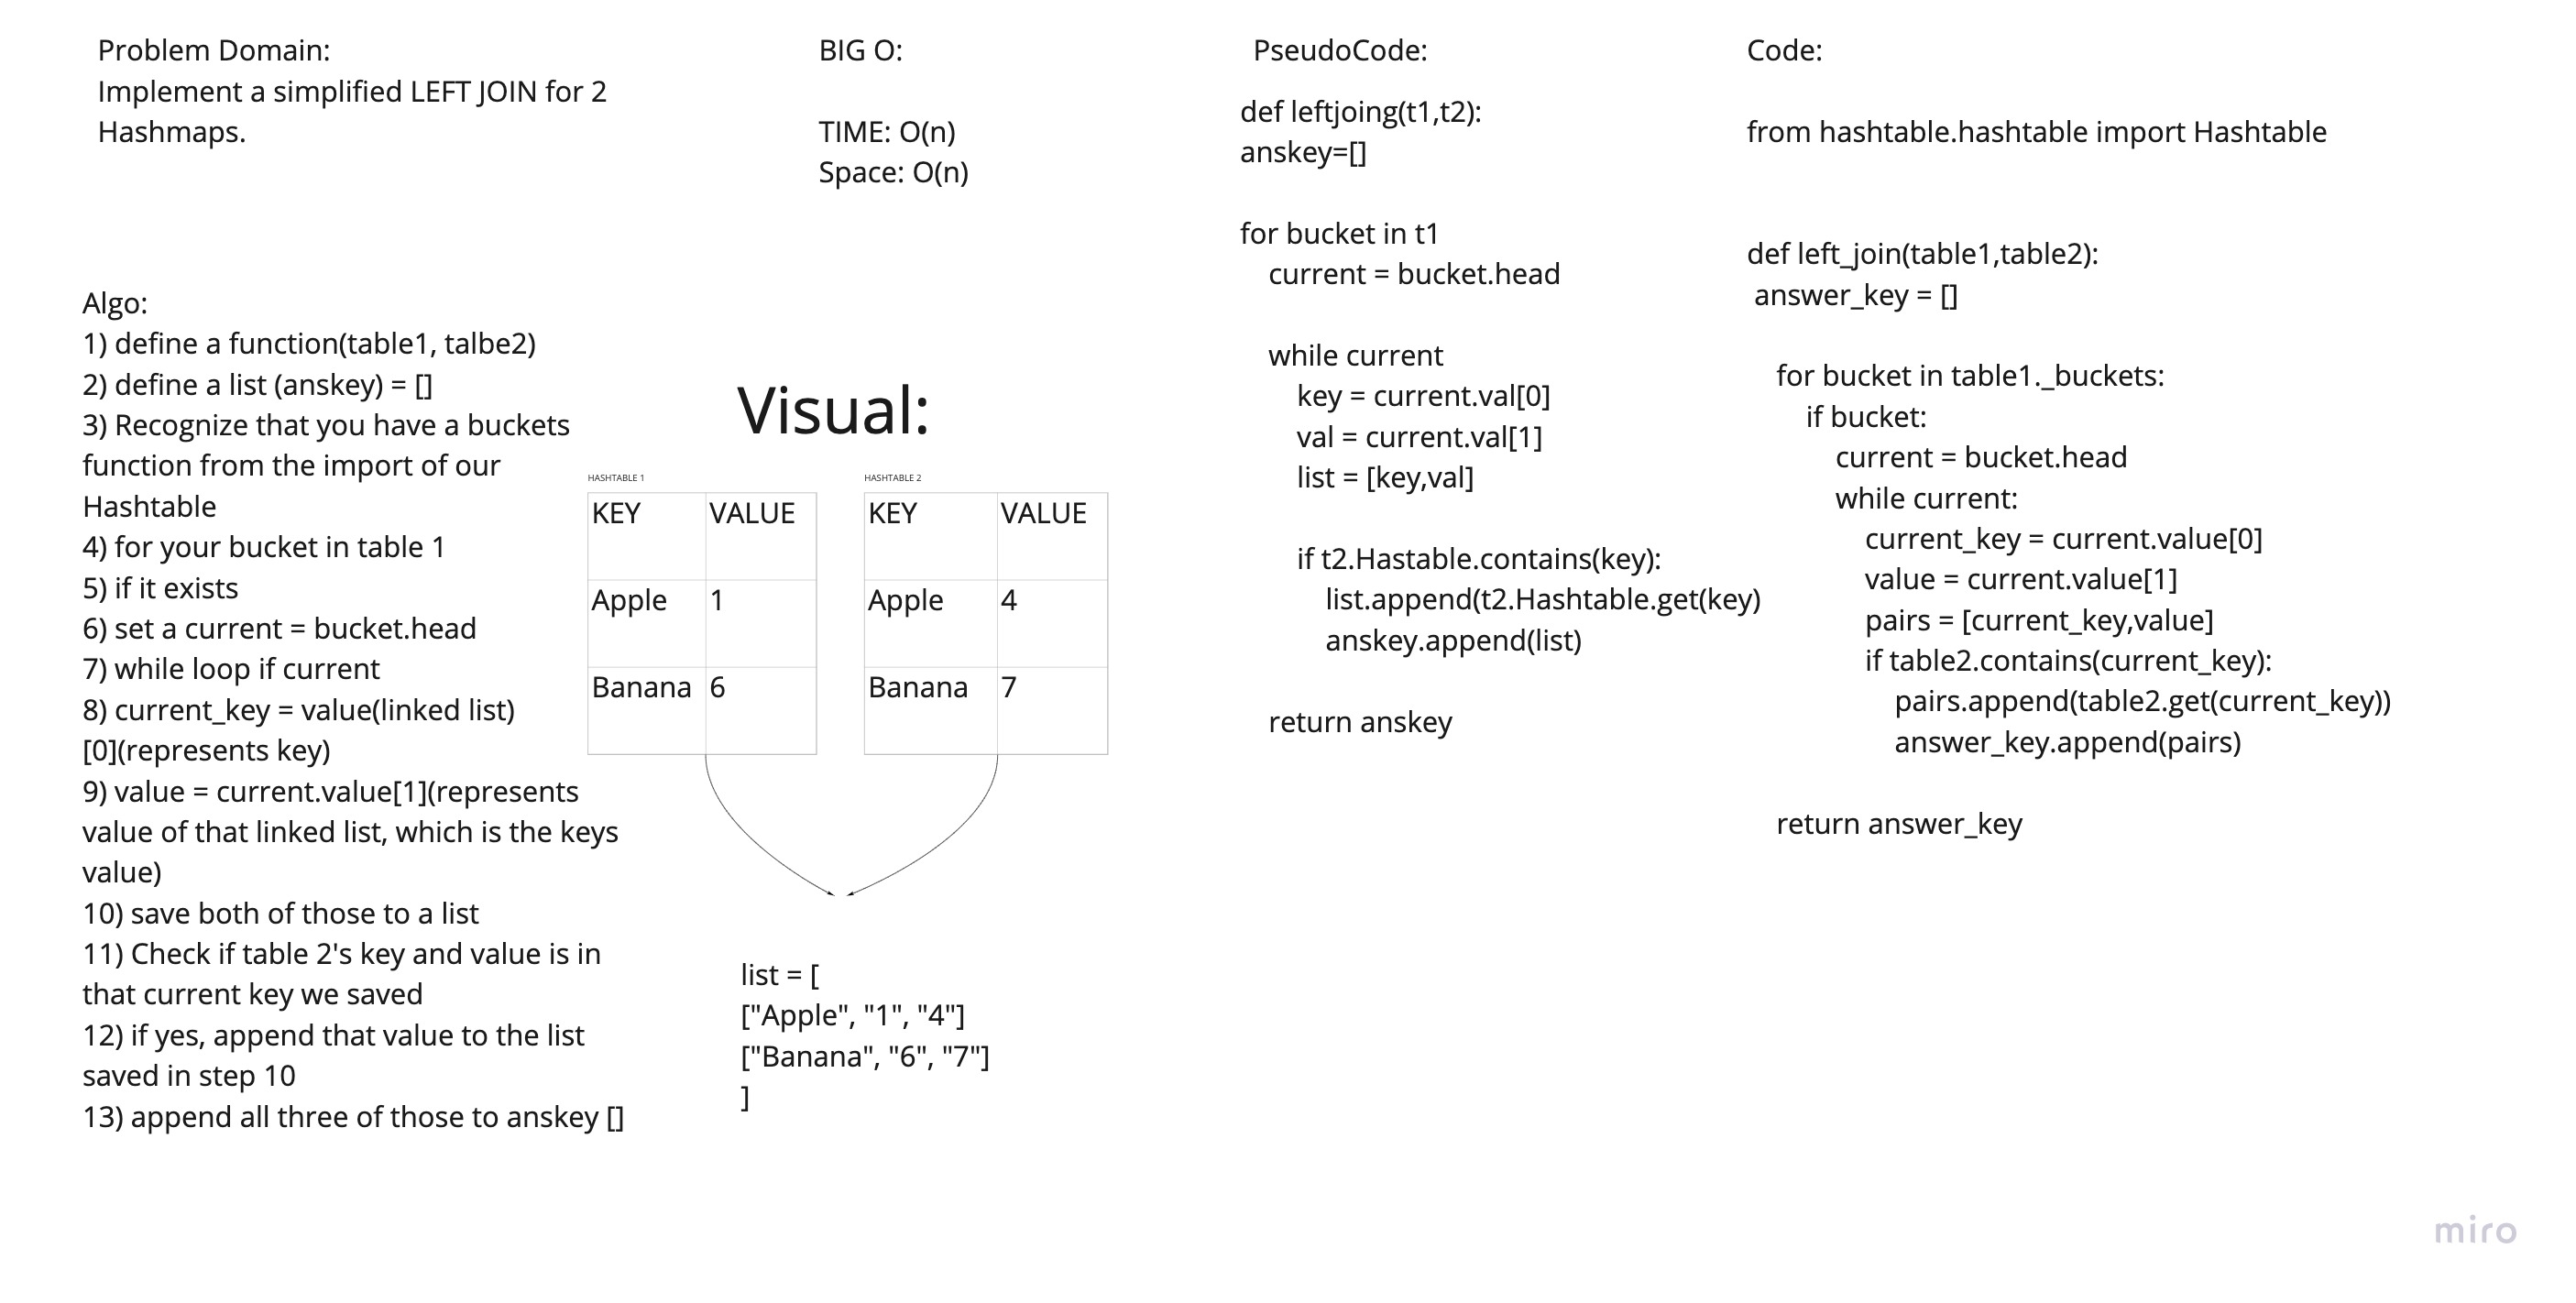 Problem Domain:
Implement a simplified LEFT JOIN for 2
Hashmaps.
BIG O:
TIME: O(n)
Space: O(n)
Algo:
1) define a function(table1, talbe2)
2) define a list (anskey) = []
3) Recognize that you have a buckets
function from the import of our
Hashtable
4) for your bucket in table 1
5) if it exists
6) set a current = bucket.head
7) while loop if current
8) current_key = value(linked list)
[0](represents key)
9) value = current.value[1](represents
value of that linked list, which is the keys
value)
10) save both of those to a list
11) Check if table 2's key and value is in
that current key we saved
12) if yes, append that value to the list
saved in step 10
13) append all three of those to anskey []
Visual:
HASHTABLE 1
KEY VALUE
Apple 1
Banana 6
HASHTABLE 2
KEY VALUE
Apple 4
Banana 7
list = [
["Apple", "1", "4"]
["Banana", "6", "7"]
]
PseudoCode:
def leftjoing(t1,t2):
anskey=[]
for bucket in t1
current = bucket.head
while current
key = current.val[0]
val = current.val[1]
list = [key,val]
if t2.Hastable.contains(key):
list.append(t2.Hashtable.get(key)
anskey.append(list)
return anskey
Code:
from hashtable.hashtable import Hashtable
def left_join(table1,table2):
answer_key = []
for bucket in table1._buckets:
if bucket:
current = bucket.head
while current:
current_key = current.value[0]
value = current.value[1]
pairs = [current_key,value]
if table2.contains(current_key):
pairs.append(table2.get(current_key))
answer_key.append(pairs)
return answer_key
miro